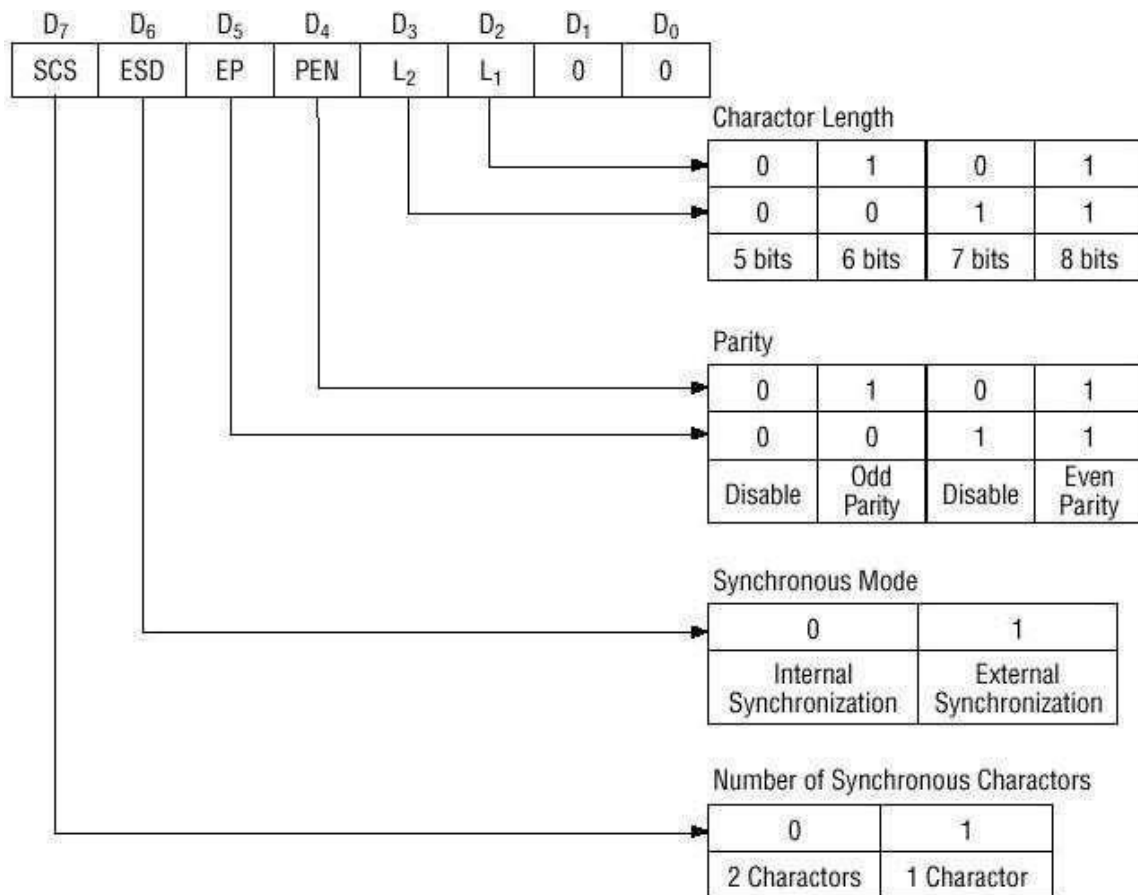 D₇ D₆ D₅ D₄ D₃ D₂ D₁ D₀
SCS ESD EP PEN L₂ L₁ 0 0
Charactor Length
0 1 0 1
0 0 1 1
5 bits 6 bits 7 bits 8 bits
Parity
0 1 0 1
0 0 1 1
Disable Odd Parity Disable Even Parity
Synchronous Mode
0 1
Internal Synchronization External Synchronization
Number of Synchronous Charactors
0 1
2 Charactors 1 Charactor